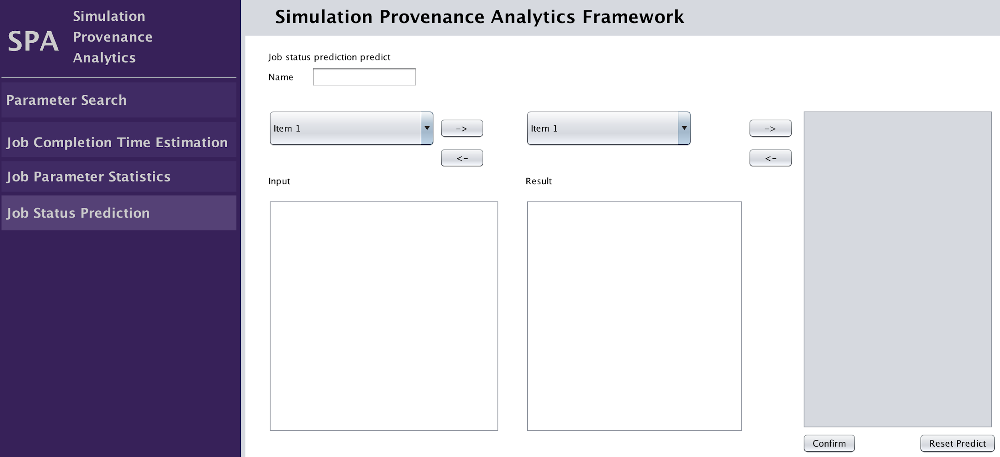 SPA
Simulation
Provenance
Analytics
Parameter Search
Job Completion Time Estimation
Job Parameter Statistics
Job Status Prediction
Simulation Provenance Analytics Framework
Job status prediction predict
Name
Item 1
->
<-
Item 1
->
<-
Input
Result
Confirm
Reset Predict